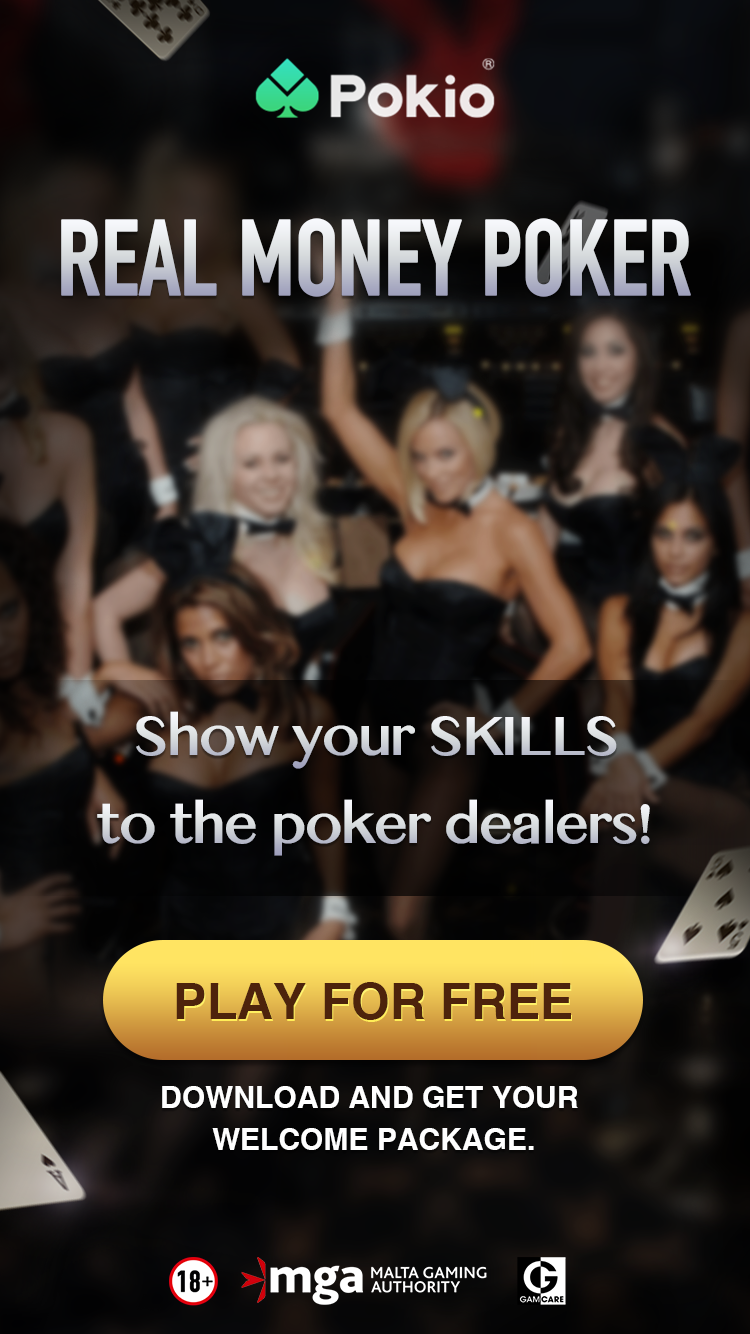 Pokio®
REAL MONEY POKER
Show your SKILLS
to the poker dealers!
PLAY FOR FREE
DOWNLOAD AND GET YOUR
WELCOME PACKAGE.
18+ mga MALTA GAMING
AUTHORITY
G
GAMCARE
A